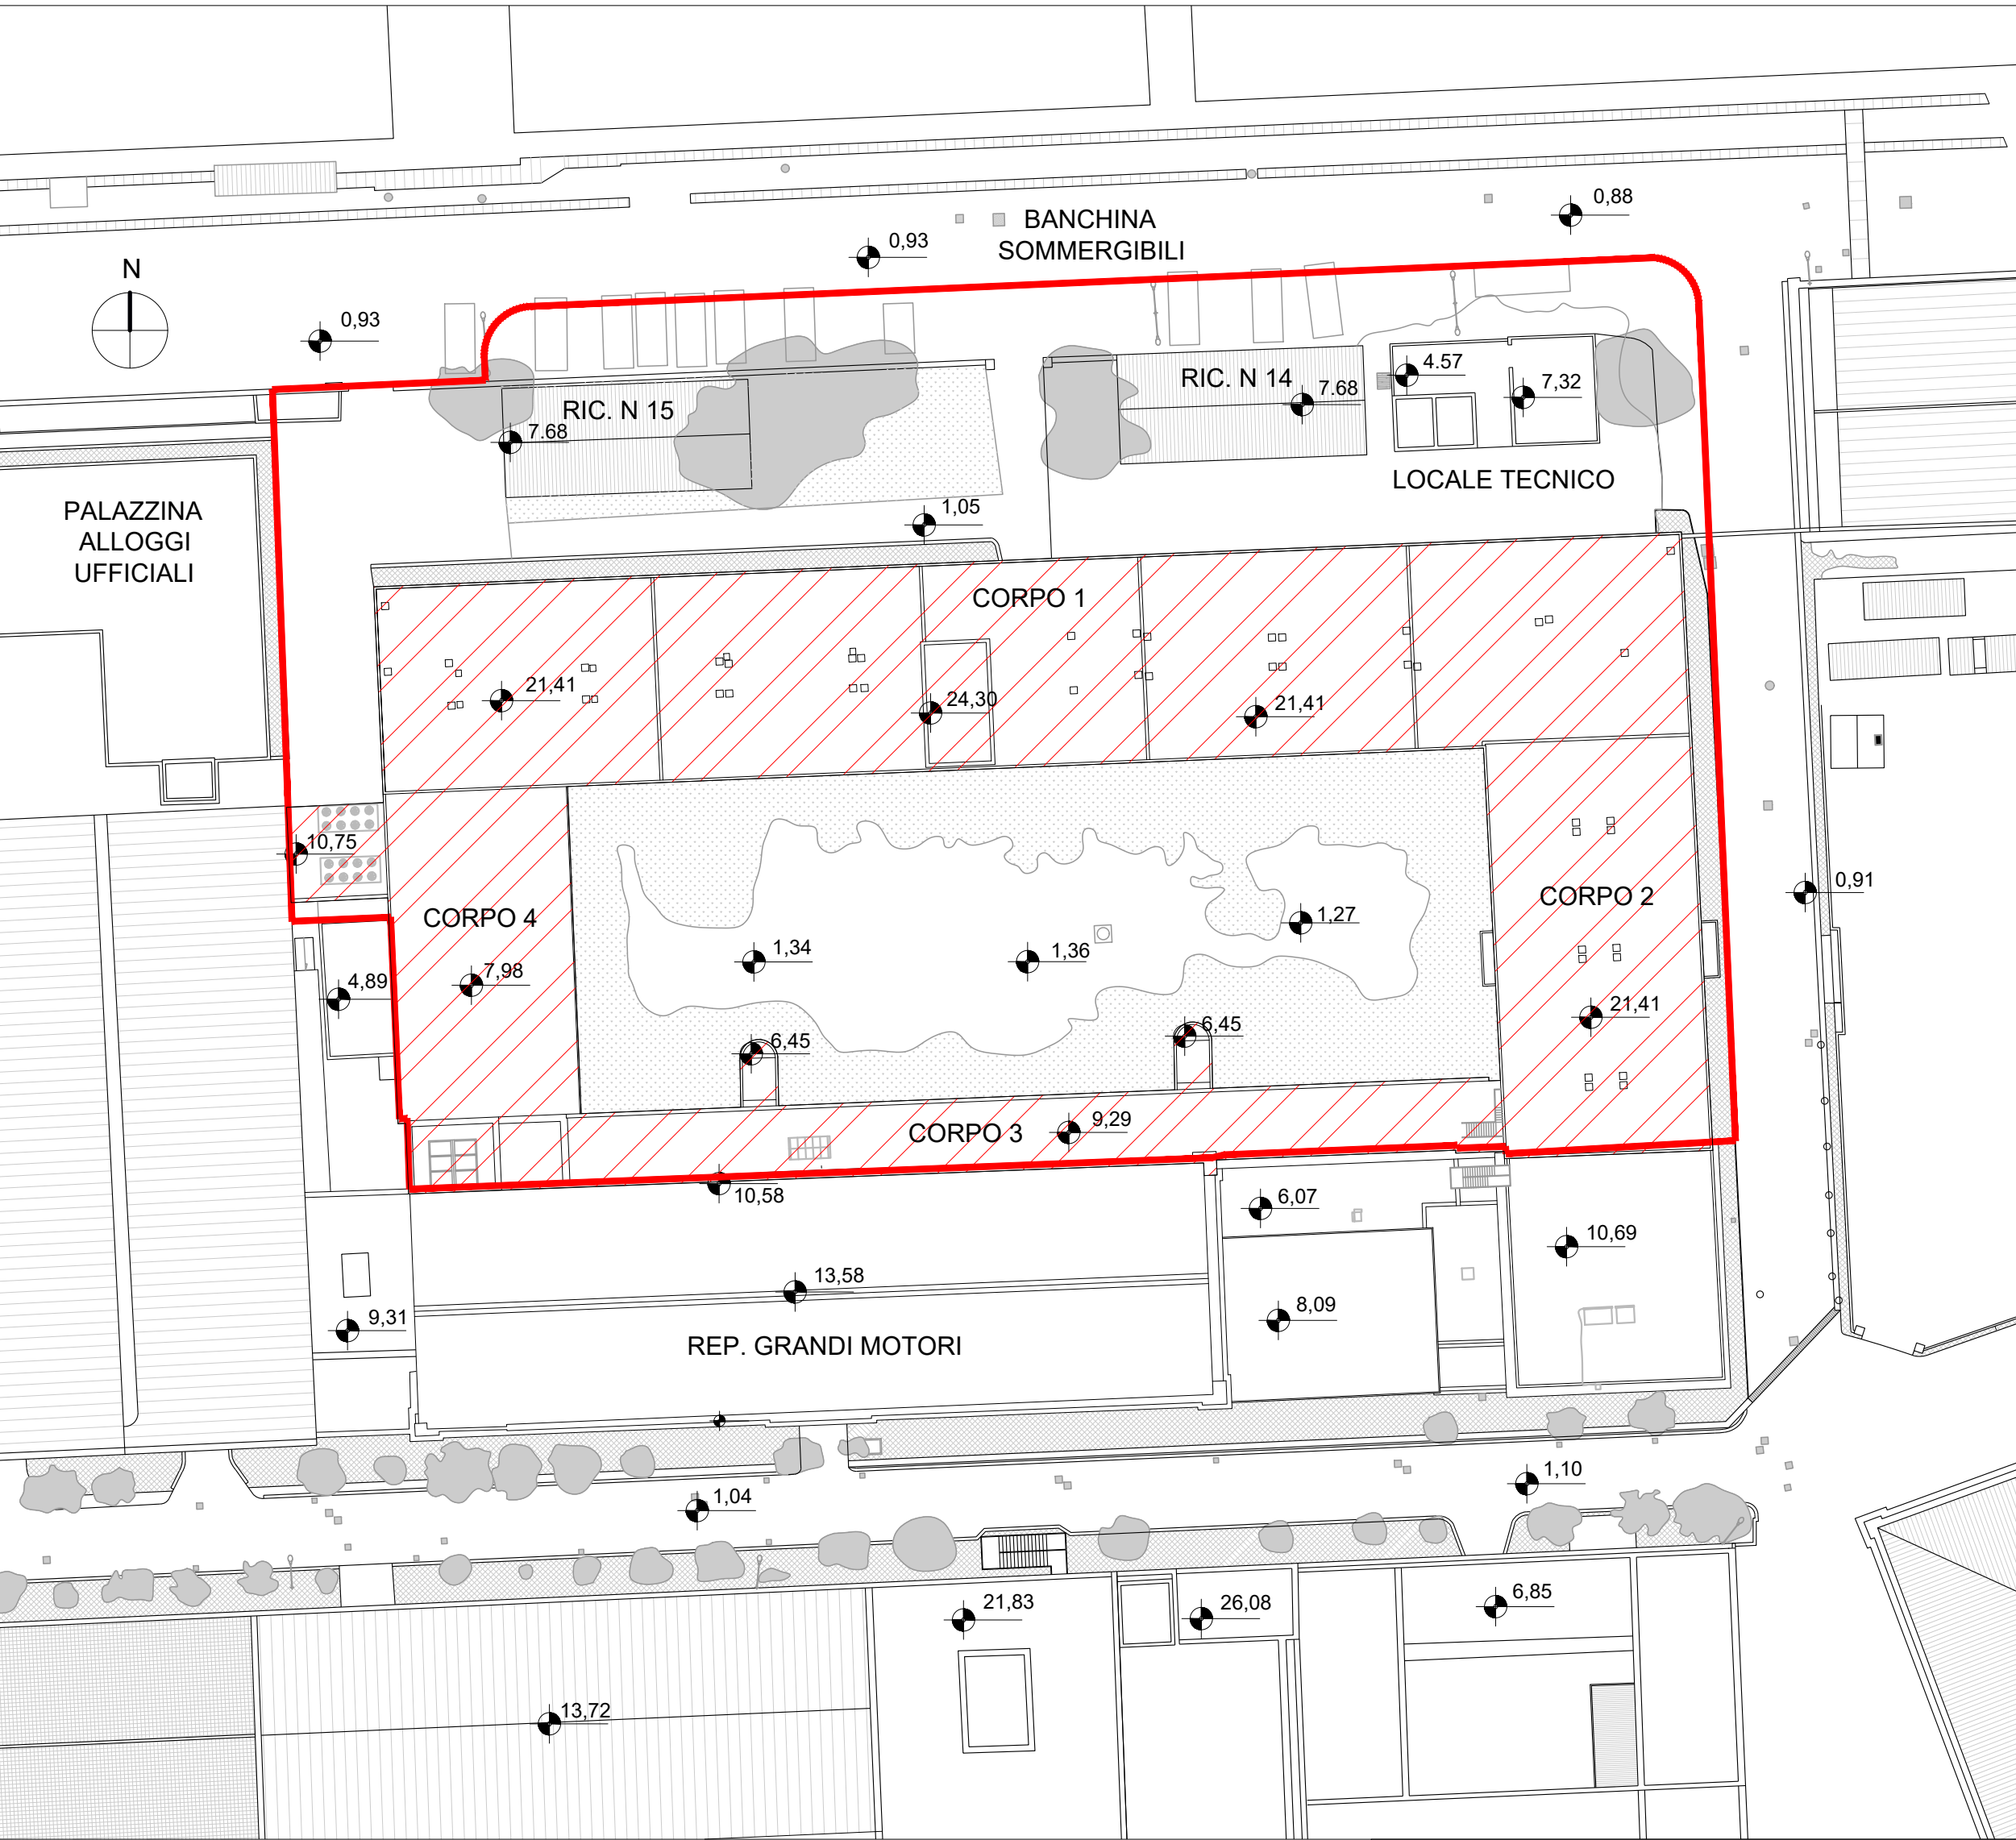 0,88
BANCHINA
SOMMERGIBILI
0,93
N
0,93
4.57
RIC. N 14
7.68
7,32
RIC. N 15
7.68
LOCALE TECNICO
1,05
PALAZZINA
ALLOGGI
UFFICIALI
CORPO 1
21,41
24,30
21,41
10,75
0,91
CORPO 2
CORPO 4
1,27
1,34
1,36
7,98
4,89
21,41
6,45
6,45
CORPO 3
9,29
10,58
6,07
10,69
13,58
8,09
9,31
REP. GRANDI MOTORI
1,10
1,04
21,83
26,08
6,85
13,72